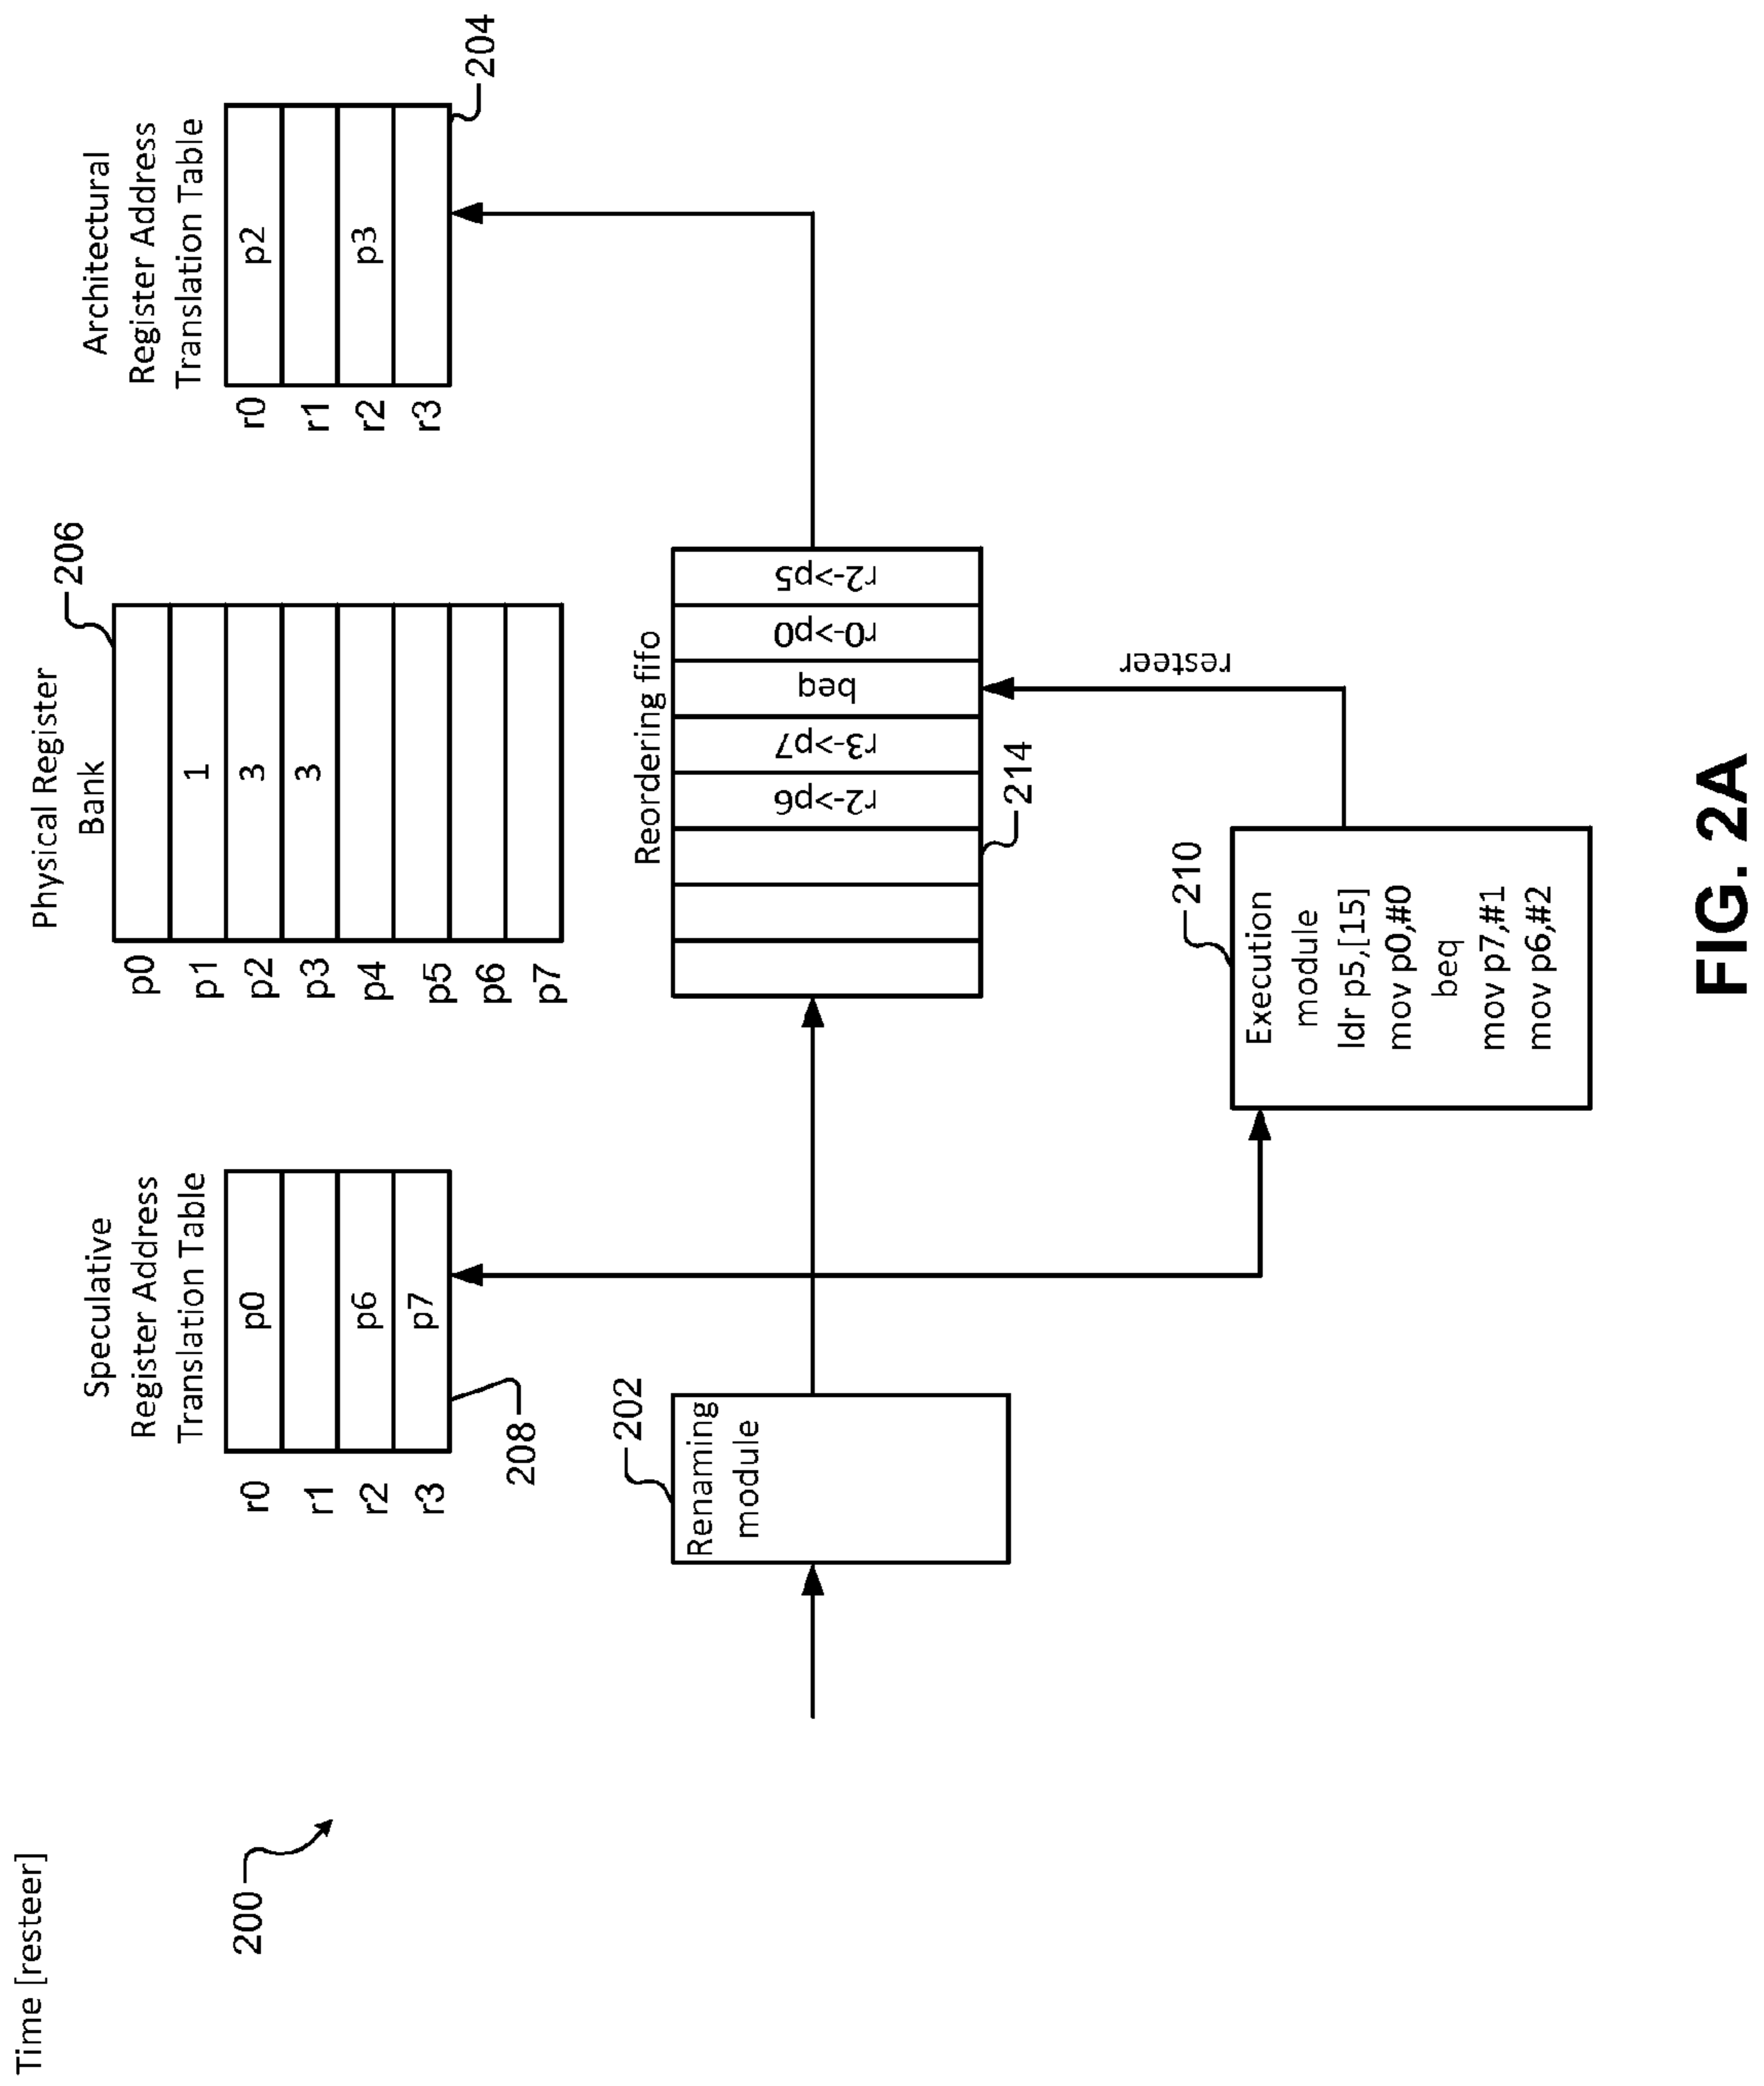 Time [resteer]
200
Speculative
Register Address
Translation Table
r0 p0
r1
r2 p6
r3 p7
208
Physical Register
Bank
206
p0
p1 1
p2 3
p3 3
p4
p5
p6
p7
Architectural
Register Address
Translation Table
r0 p2
r1
r2 p3
r3
204
Renaming
module
202
Reordering fifo
r2->p6
r3->p7
beq
r0->p0
r2->p5
214
resteer
210
Execution
module
ldr p5,[15]
mov p0,#0
beq
mov p7,#1
mov p6,#2
FIG. 2A